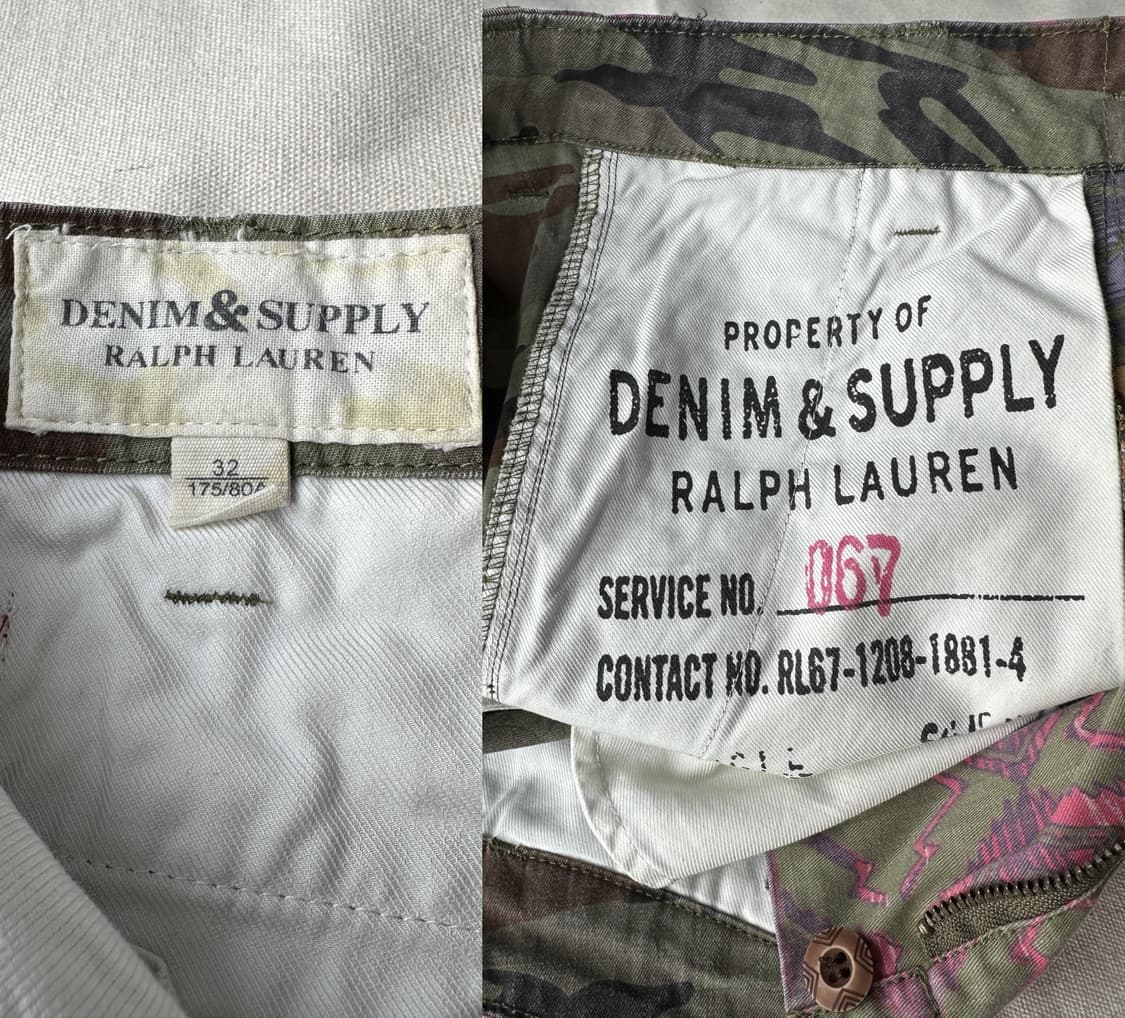 DENIM & SUPPLY
RALPH LAUREN
32
175/80A
PROPERTY OF
DENIM & SUPPLY
RALPH LAUREN
SERVICE NO. 067
CONTACT NO. RL67-1208-1881-4